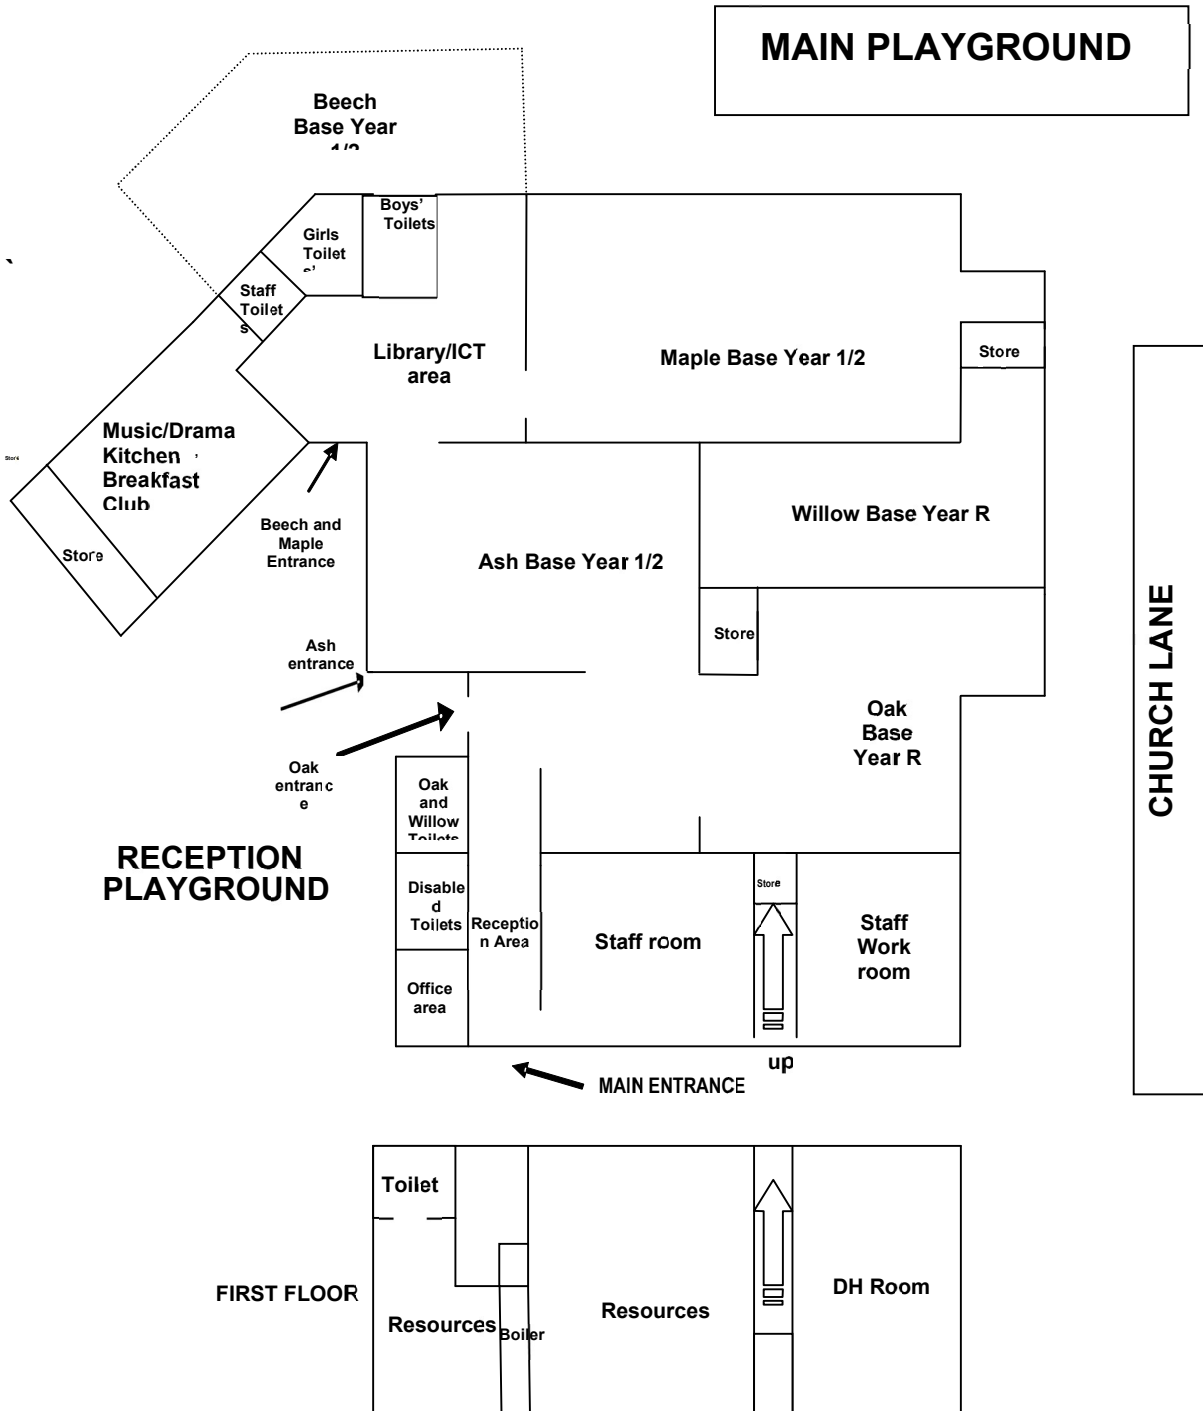 MAIN PLAYGROUND
Beech
Base Year
1/2
Boys'
Toilets
Girls
Toilet
s'
Staff
Toilet
s
Library/ICT
area
Maple Base Year 1/2
Store
Music/Drama
Kitchen ,
Breakfast
Club
Store
Store
Beech and
Maple
Entrance
Willow Base Year R
Ash Base Year 1/2
CHURCH LANE
Store
Ash
entrance
Oak
Base
Year R
Oak
entranc
e
Oak
and
Willow
Toilets
RECEPTION
PLAYGROUND
Disable
d
Toilets
Receptio
n Area
Staff room
Store
Staff
Work
room
Office
area
up
MAIN ENTRANCE
Toilet
FIRST FLOOR
Resources
Boiler
Resources
DH Room